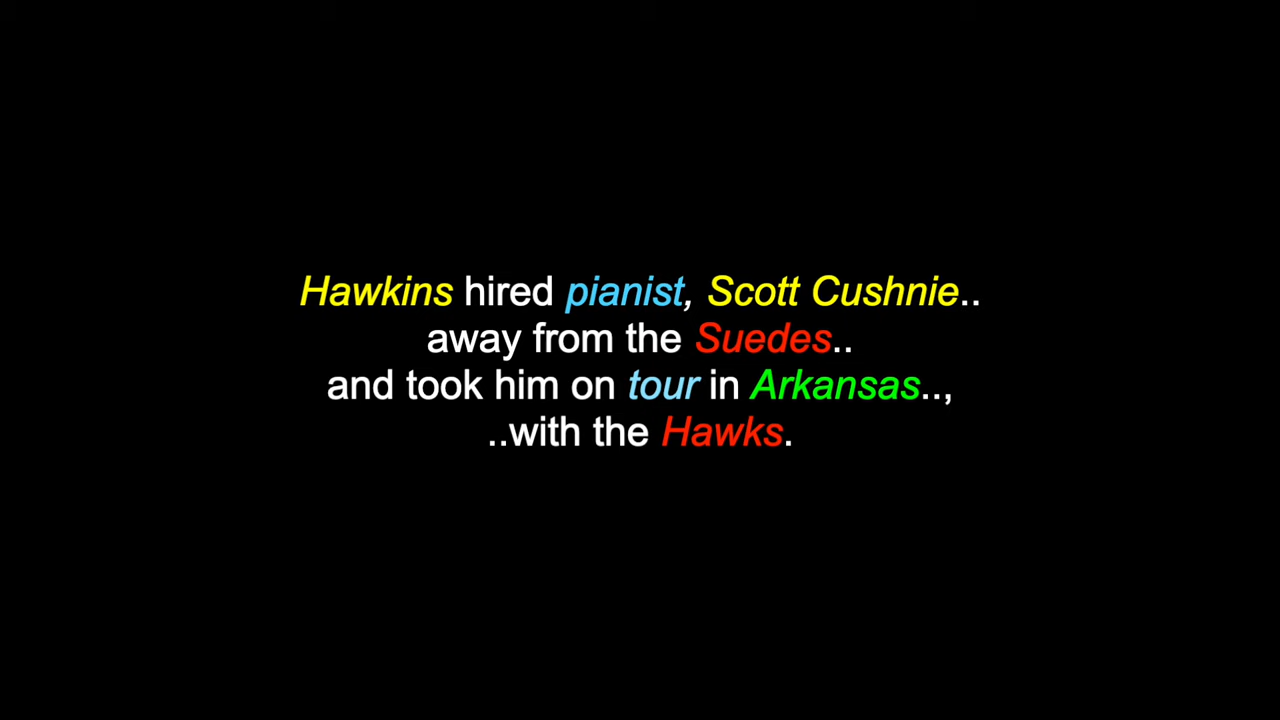 Hawkins hired pianist, Scott Cushnie..
away from the Suedes..
and took him on tour in Arkansas..,
..with the Hawks.